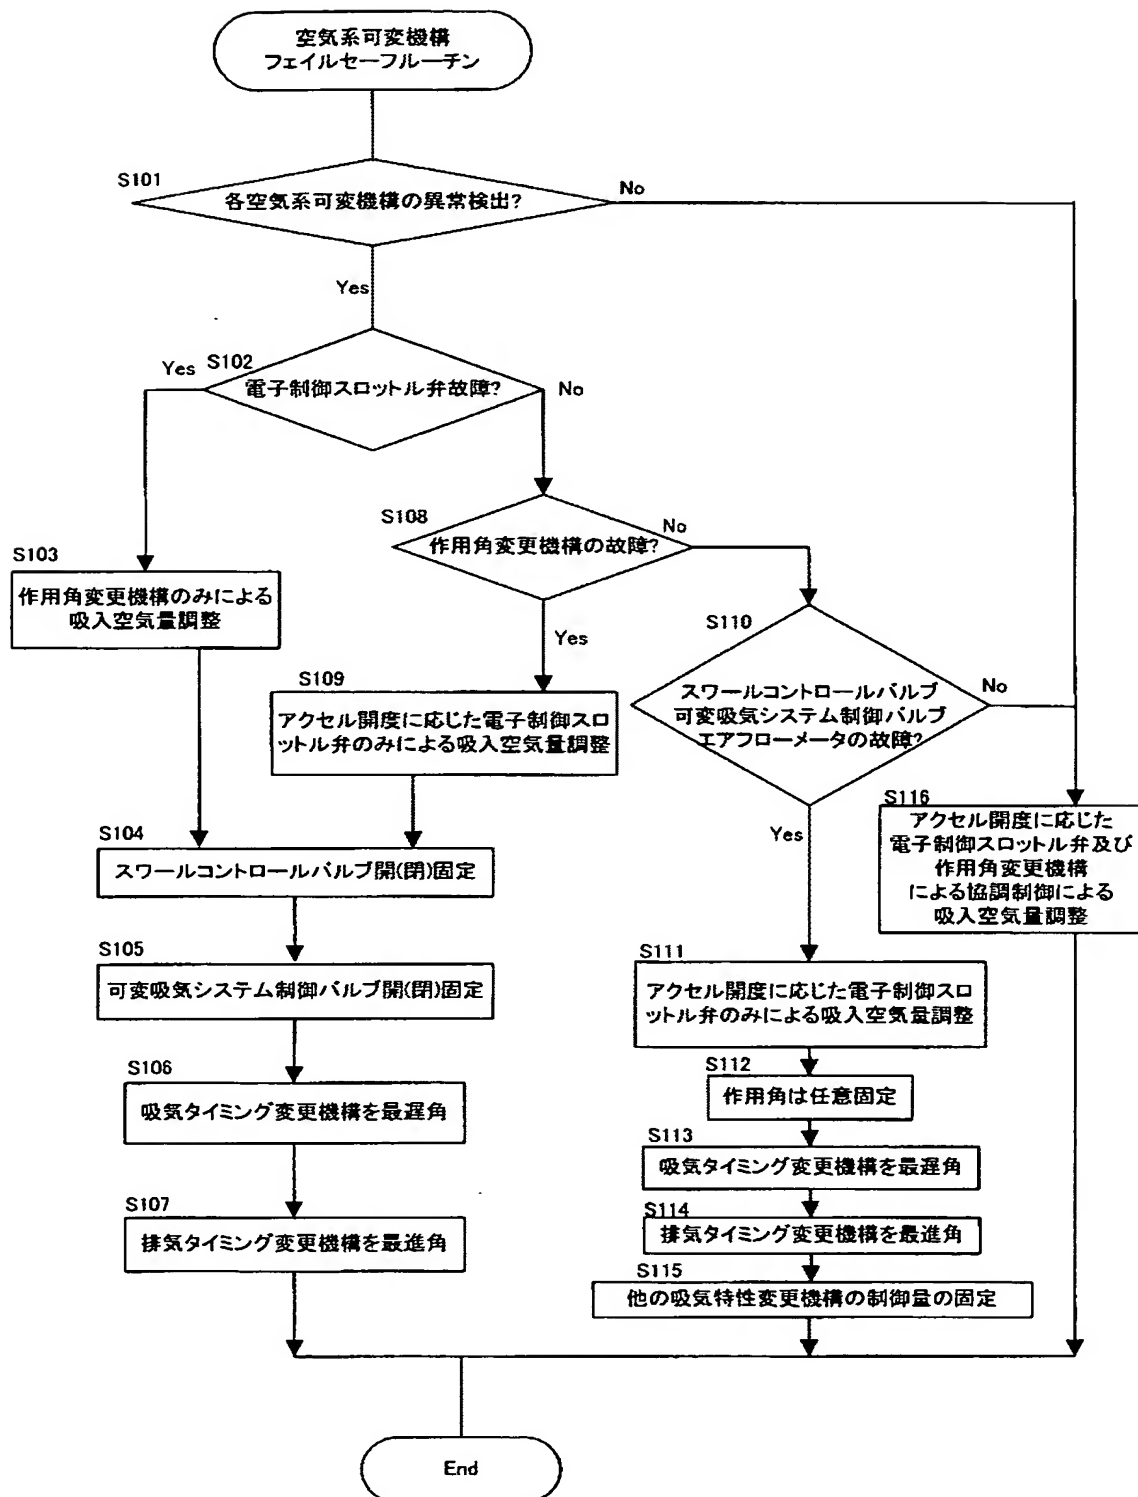 空気系可変機構
フェイルセーフルーチン
S101
各空気系可変機構の異常検出?
No
Yes
S102
Yes
電子制御スロットル弁故障?
No
S108
作用角変更機構の故障?
No
S103
作用角変更機構のみによる
吸入空気量調整
Yes
S110
スワールコントロールバルブ
可変吸気システム制御バルブ
エアフローメータの故障?
No
S109
アクセル開度に応じた電子制御スロ
ットル弁のみによる吸入空気量調整
Yes
S116
アクセル開度に応じた
電子制御スロットル弁及び
作用角変更機構
による協調制御による
吸入空気量調整
S104
スワールコントロールバルブ開(閉)固定
S105
可変吸気システム制御バルブ開(閉)固定
S111
アクセル開度に応じた電子制御スロ
ットル弁のみによる吸入空気量調整
S106
吸気タイミング変更機構を最遅角
S112
作用角は任意固定
S113
吸気タイミング変更機構を最遅角
S107
排気タイミング変更機構を最進角
S114
排気タイミング変更機構を最進角
S115
他の吸気特性変更機構の制御量の固定
End